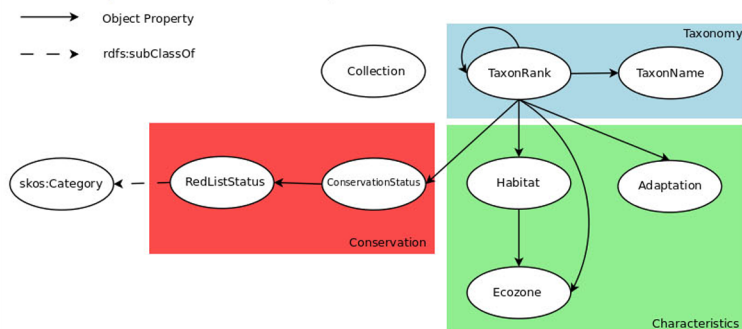 Object Property
rdfs:subClassOf
Taxonomy
Collection
TaxonRank
TaxonName
skos:Category
RedListStatus
ConservationStatus
Habitat
Adaptation
Conservation
Ecozone
Characteristics